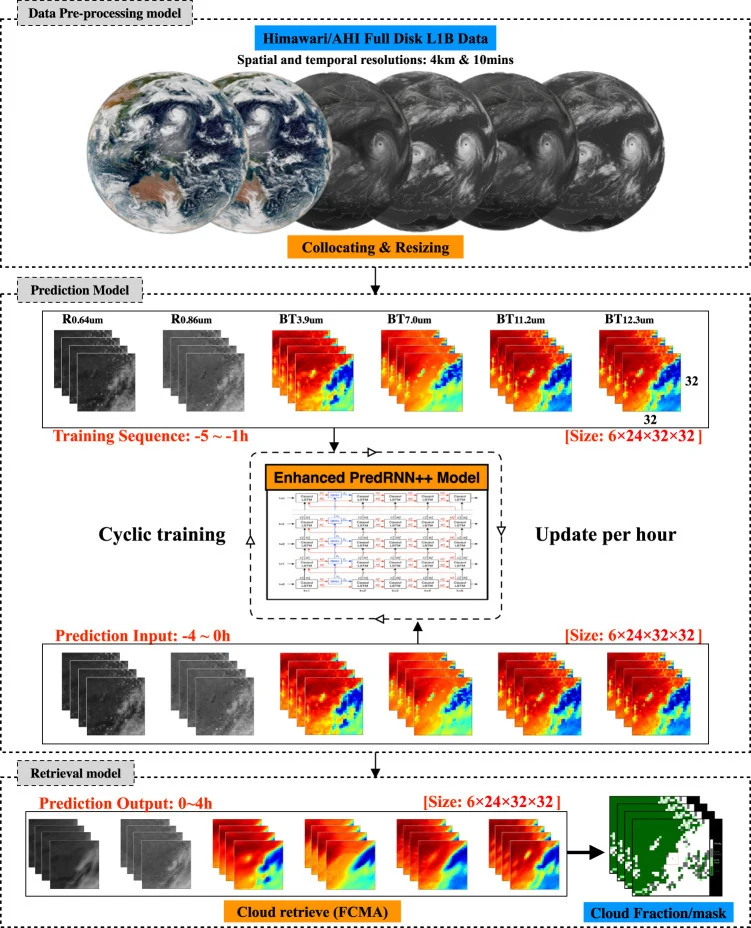 Data Pre-processing model
Himawari/AHI Full Disk L1B Data
Spatial and temporal resolutions: 4km & 10mins
Collocating & Resizing
Prediction Model
R0.64um R0.86um BT3.9um BT7.0um BT11.2um BT12.3um
32
32
Training Sequence: -5 ~ -1h [Size: 6×24×32×32]
Enhanced PredRNN++ Model
Cyclic training Update per hour
Prediction Input: -4 ~ 0h [Size: 6×24×32×32]
Retrieval model
Prediction Output: 0~4h [Size: 6×24×32×32]
Cloud retrieve (FCMA) Cloud Fraction/mask